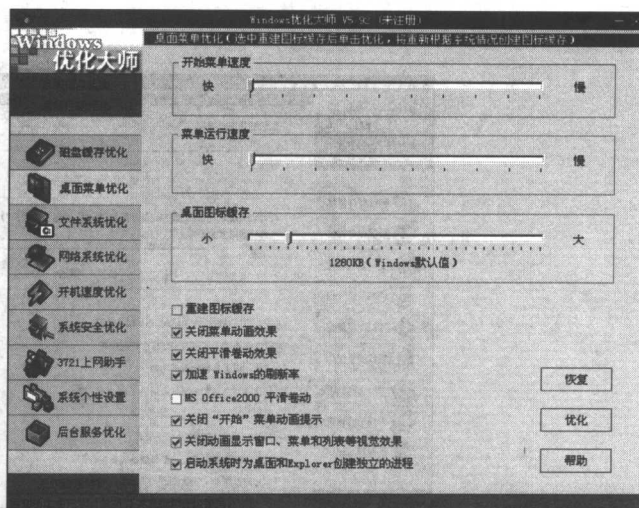 Windows优化大师 V5.92 (未注册)
Windows
优化大师
桌面菜单优化(选中重建图标缓存后单击优化,将重新根据系统情况创建图标缓存)
开始菜单速度
快
慢
菜单运行速度
快
慢
桌面图标缓存
小
大
1280KB(Windows默认值)
磁盘缓存优化
桌面菜单优化
文件系统优化
网络系统优化
开机速度优化
系统安全优化
3721上网助手
系统个性设置
后台服务优化
重建图标缓存
关闭菜单动画效果
关闭平滑卷动效果
加速 Windows的刷新率
MS Office2000 平滑卷动
关闭“开始”菜单动画提示
关闭动画显示窗口、菜单和列表等视觉效果
启动系统时为桌面和Explorer创建独立的进程
恢复
优化
帮助